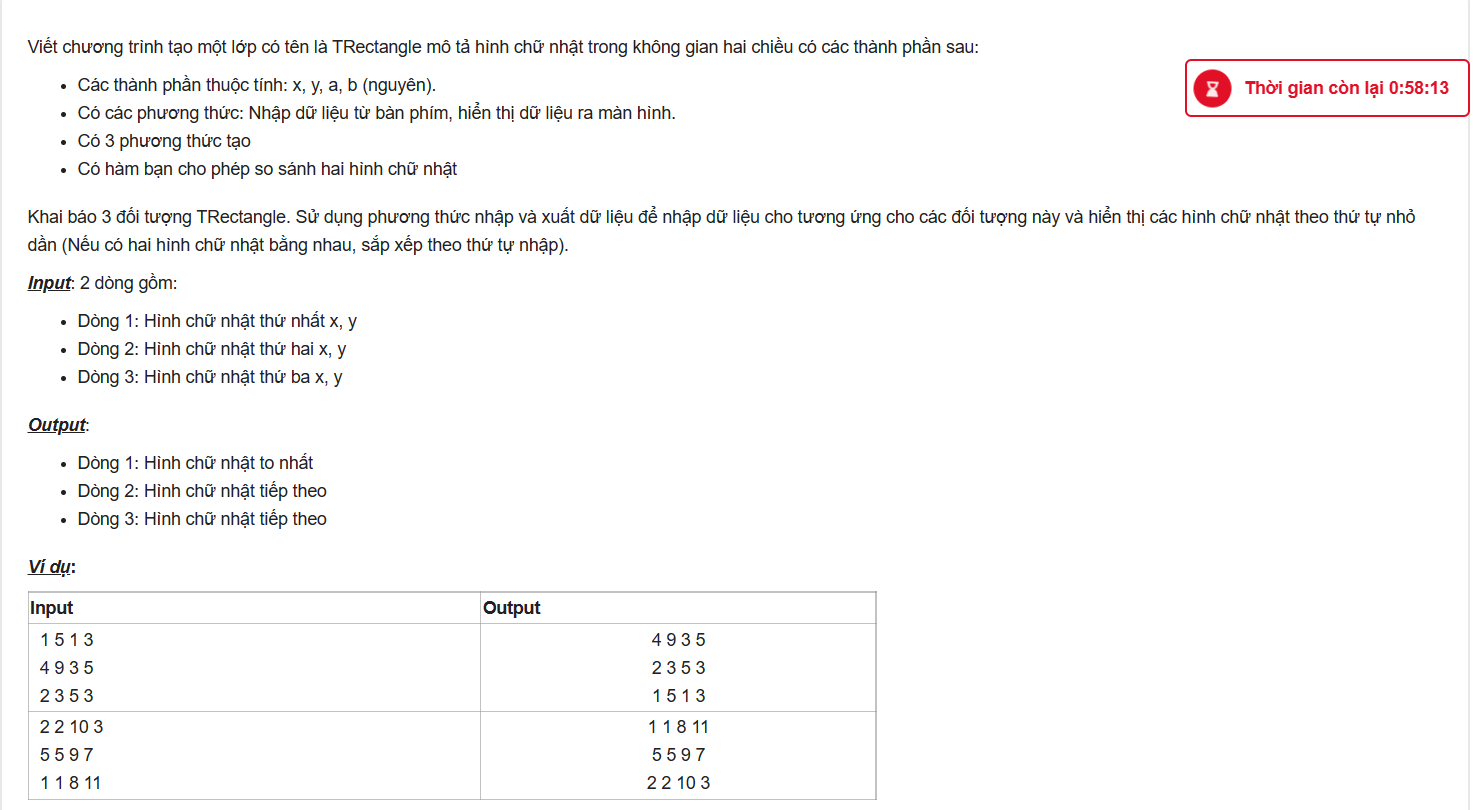 Viết chương trình tạo một lớp có tên là TRectangle mô tả hình chữ nhật trong không gian hai chiều có các thành phần sau:
• Các thành phần thuộc tính: x, y, a, b (nguyên).
• Có các phương thức: Nhập dữ liệu từ bàn phím, hiển thị dữ liệu ra màn hình.
• Có 3 phương thức tạo
• Có hàm bạn cho phép so sánh hai hình chữ nhật
Thời gian còn lại 0:58:13
Khai báo 3 đối tượng TRectangle. Sử dụng phương thức nhập và xuất dữ liệu để nhập dữ liệu cho tương ứng cho các đối tượng này và hiển thị các hình chữ nhật theo thứ tự nhỏ
dần (Nếu có hai hình chữ nhật bằng nhau, sắp xếp theo thứ tự nhập).
Input: 2 dòng gồm:
• Dòng 1: Hình chữ nhật thứ nhất x, y
• Dòng 2: Hình chữ nhật thứ hai x, y
• Dòng 3: Hình chữ nhật thứ ba x, y
Output:
• Dòng 1: Hình chữ nhật to nhất
• Dòng 2: Hình chữ nhật tiếp theo
• Dòng 3: Hình chữ nhật tiếp theo
Ví dụ:
Input Output
1 5 1 3 4 9 3 5
4 9 3 5 2 3 5 3
2 3 5 3 1 5 1 3
2 2 10 3 1 1 8 11
5 5 9 7 5 5 9 7
1 1 8 11 2 2 10 3